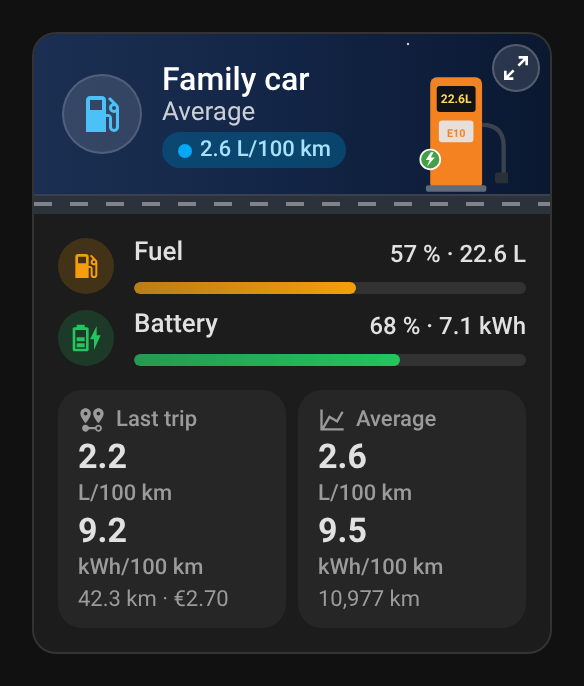 Family car
Average
2.6 L/100 km
22.6L
E10
Fuel
57 % · 22.6 L
Battery
68 % · 7.1 kWh
Last trip
2.2
L/100 km
9.2
kWh/100 km
42.3 km · €2.70
Average
2.6
L/100 km
9.5
kWh/100 km
10,977 km